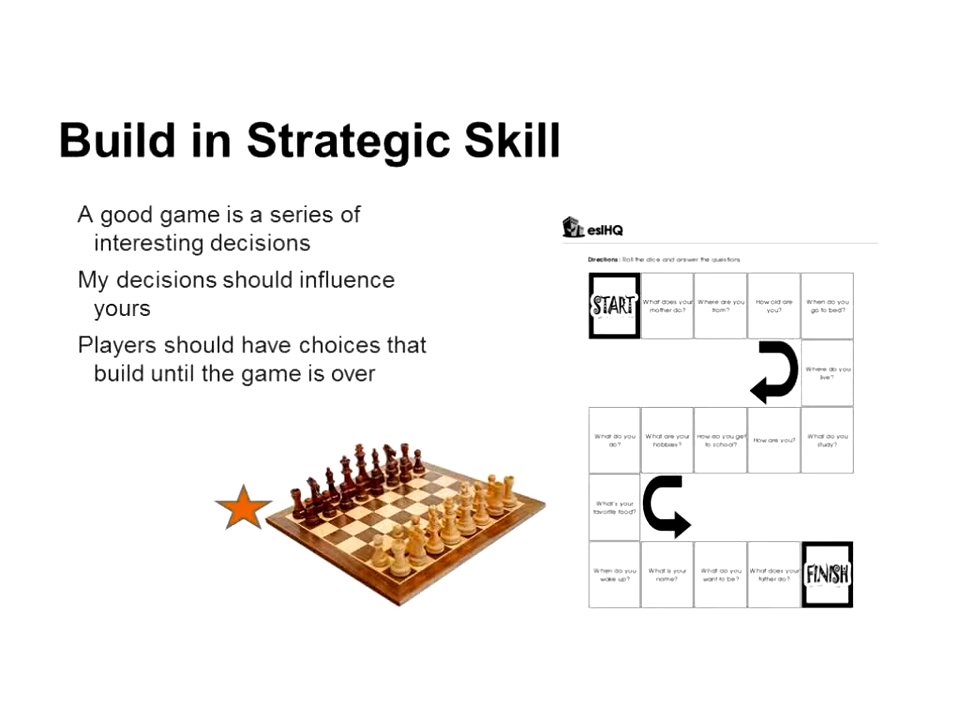 Build in Strategic Skill
A good game is a series of
interesting decisions
My decisions should influence
yours
Players should have choices that
build until the game is over
eslHQ
Directions: Roll the dice and answer the questions
START
What does your
mother do?
Where are you
from?
How old are
you?
When do you
go to bed?
Where do you
live?
What do you
do?
What are your
hobbies?
How do you get
to school?
How are you?
What do you
study?
What's your
favorite food?
When do you
wake up?
What is your
name?
What do you
want to be?
What does your
father do?
FINISH